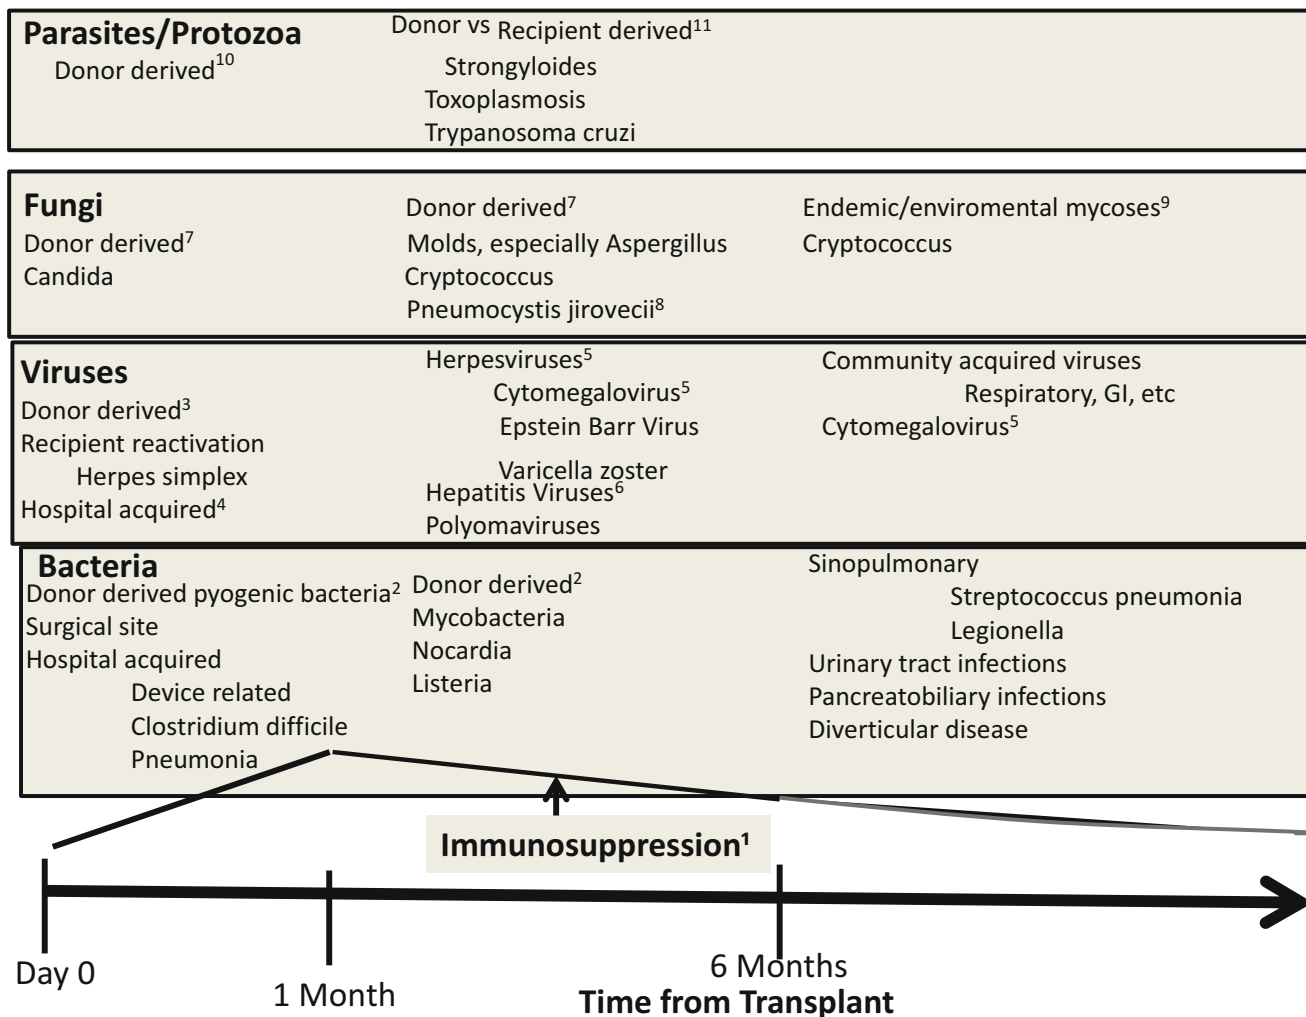 Parasites/Protozoa
Donor derived¹⁰
Donor vs Recipient derived¹¹
Strongyloides
Toxoplasmosis
Trypanosoma cruzi
Fungi
Donor derived⁷
Candida
Donor derived⁷
Molds, especially Aspergillus
Cryptococcus
Pneumocystis jirovecii⁸
Endemic/enviromental mycoses⁹
Cryptococcus
Viruses
Donor derived³
Recipient reactivation
Herpes simplex
Hospital acquired⁴
Herpesviruses⁵
Cytomegalovirus⁵
Epstein Barr Virus
Varicella zoster
Hepatitis Viruses⁶
Polyomaviruses
Community acquired viruses
Respiratory, GI, etc
Cytomegalovirus⁵
Bacteria
Donor derived pyogenic bacteria²
Surgical site
Hospital acquired
Device related
Clostridium difficile
Pneumonia
Donor derived²
Mycobacteria
Nocardia
Listeria
Sinopulmonary
Streptococcus pneumonia
Legionella
Urinary tract infections
Pancreatobiliary infections
Diverticular disease
Immunosuppression¹
Day 0
1 Month
6 Months
Time from Transplant